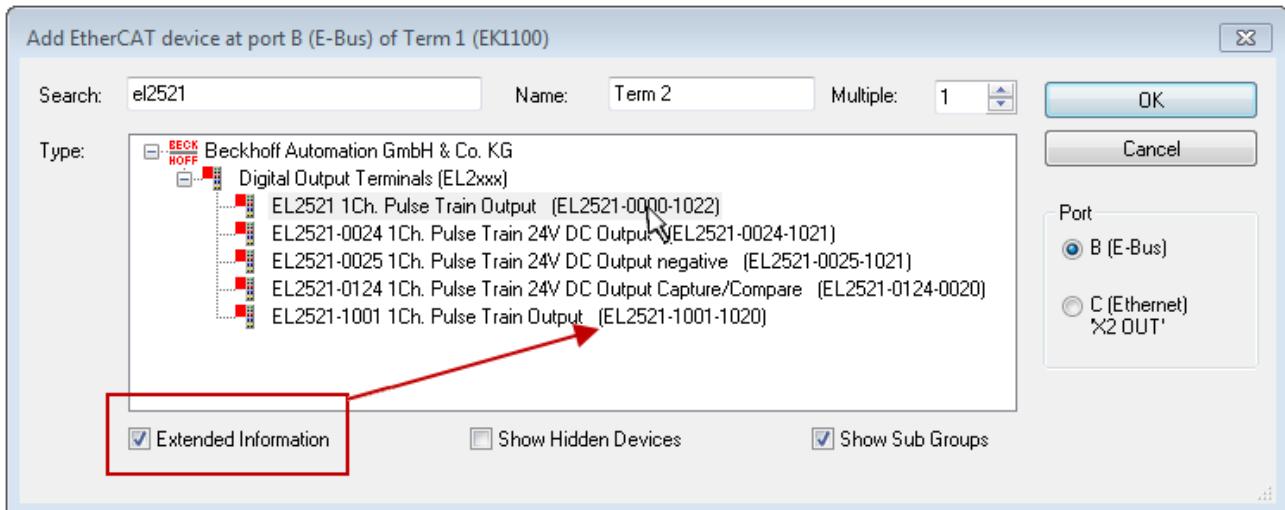 Add EtherCAT device at port B (E-Bus) of Term 1 (EK1100)
Search: el2521 Name: Term 2 Multiple: 1 OK
Type: BECK HOFF Beckhoff Automation GmbH & Co. KG Cancel
Digital Output Terminals (EL2xxx)
EL2521 1Ch. Pulse Train Output (EL2521-0000-1022) Port
EL2521-0024 1Ch. Pulse Train 24V DC Output (EL2521-0024-1021)
EL2521-0025 1Ch. Pulse Train 24V DC Output negative (EL2521-0025-1021) B (E-Bus)
EL2521-0124 1Ch. Pulse Train 24V DC Output Capture/Compare (EL2521-0124-0020)
EL2521-1001 1Ch. Pulse Train Output (EL2521-1001-1020) C (Ethernet)
'X2 OUT'
Extended Information Show Hidden Devices Show Sub Groups